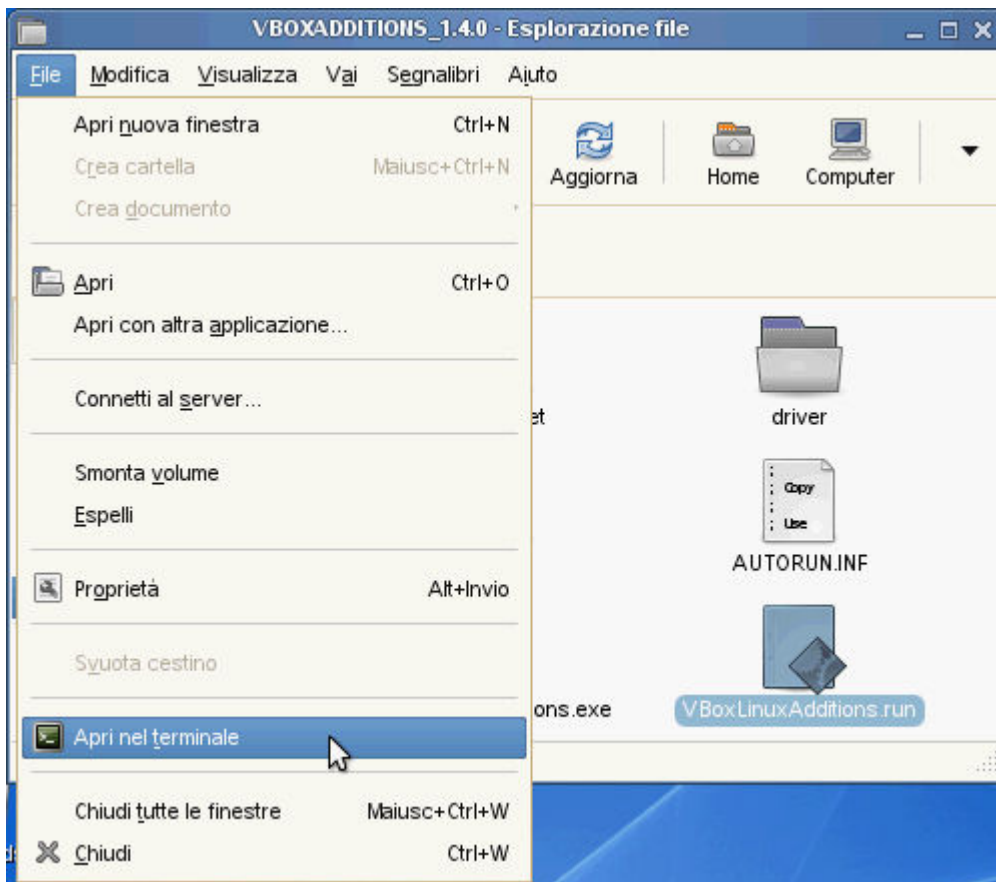 VBOXADDITIONS_1.4.0 - Esplorazione file
File Modifica Visualizza Vai Segnalibri Aiuto
Apri nuova finestra Ctrl+N
Crea cartella Maiusc+Ctrl+N
Crea documento
Aggiorna Home Computer
Apri Ctrl+O
Apri con altra applicazione...
Connetti al server...
Smonta volume
Espelli
Proprietà Alt+Invio
Svuota cestino
Apri nel terminale
Chiudi tutte le finestre Maiusc+Ctrl+W
Chiudi Ctrl+W
et driver
Copy
Use
AUTORUN.INF
ons.exe VBoxLinuxAdditions.run